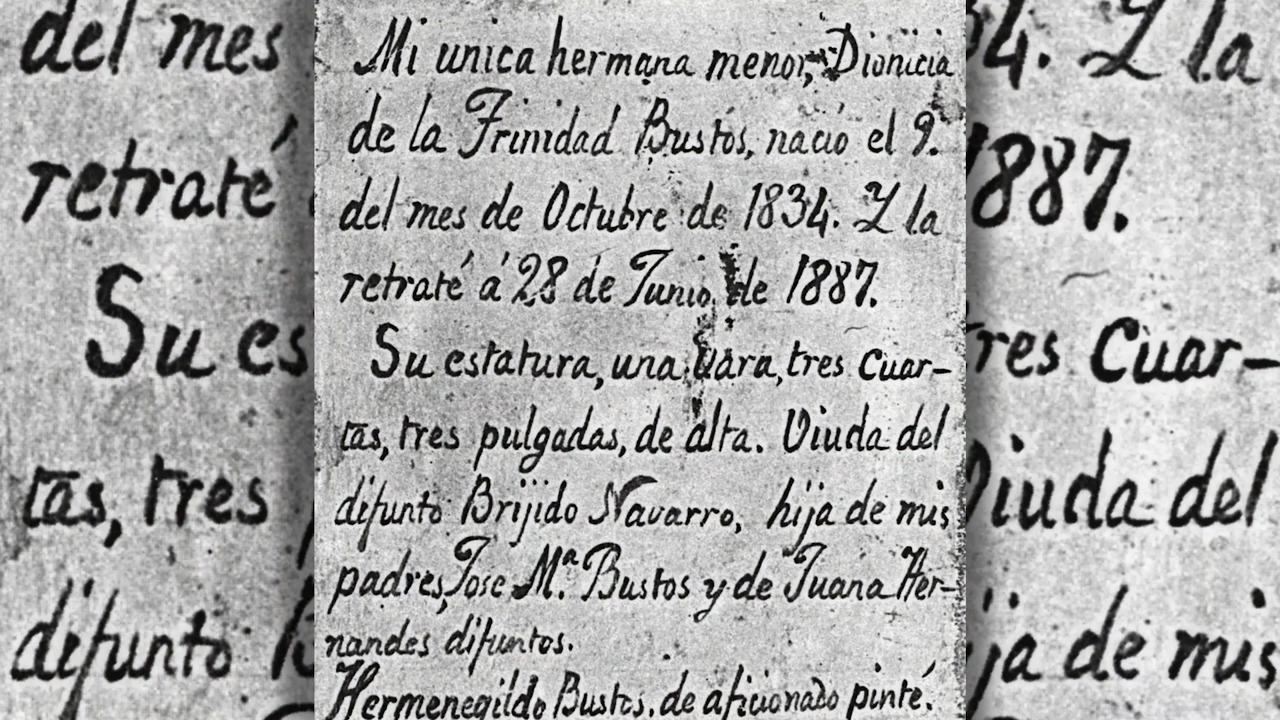 Mi unica hermana menor, Dionicia
de la Trinidad Bustos, nació el 9.
del mes de Octubre de 1834. Y la
retraté á 28 de Junio de 1887.
Su estatura, una vara, tres cuar-
tas, tres pulgadas, de alta. Viuda del
difunto Brijido Navarro, hija de mis
padres, Jose M.ª Bustos y de Juana Her-
nandes difuntos.
Hermenegildo Bustos. de aficionado pinté.